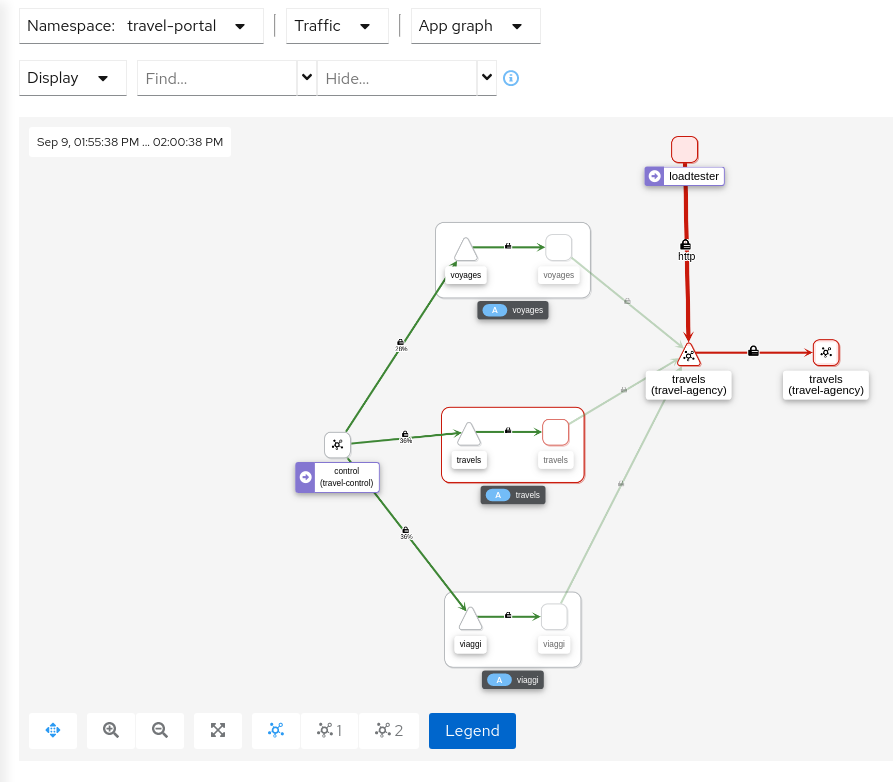 Namespace: travel-portal
Traffic
App graph
Display
Find...
Hide...
Sep 9, 01:55:38 PM ... 02:00:38 PM
loadtester
http
voyages
voyages
A voyages
28%
travels
(travel-agency)
travels
(travel-agency)
36%
travels
travels
A travels
control
(travel-control)
36%
viaggi
viaggi
A viaggi
1
2
Legend